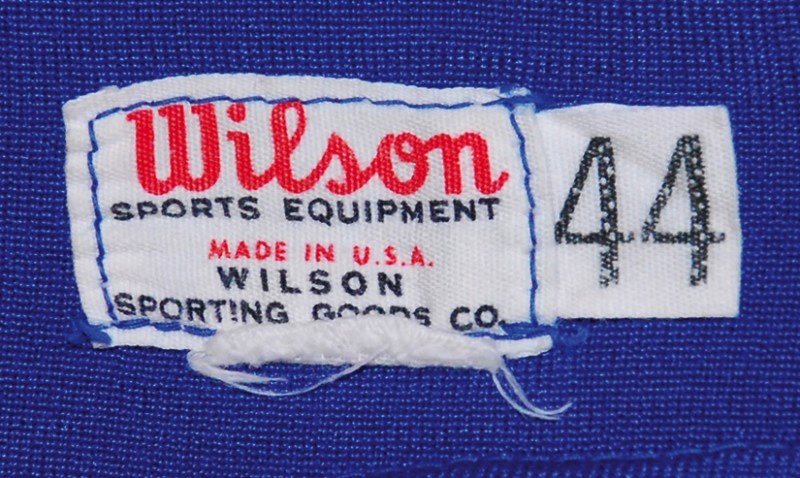 Wilson
SPORTS EQUIPMENT
MADE IN U.S.A.
WILSON
SPORTING GOODS CO.
44